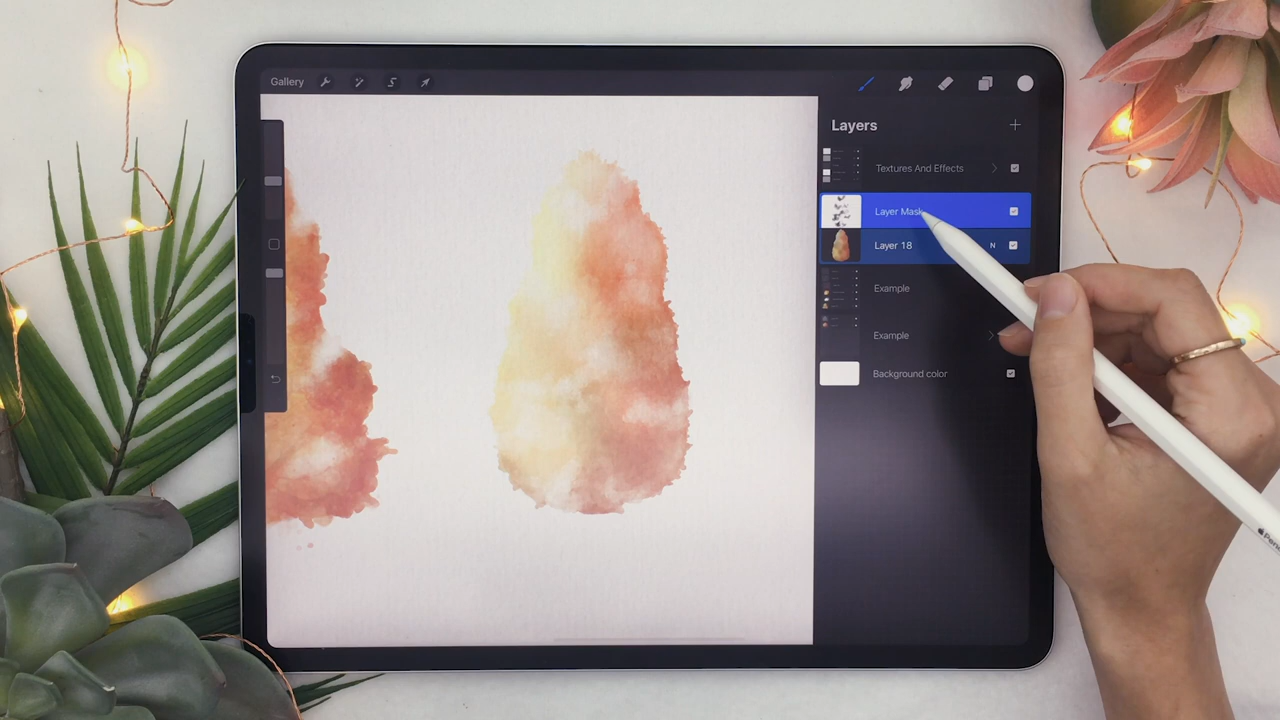 Gallery
Layers
Textures And Effects
Layer Mask
Layer 18 N
Example
Example
Background color